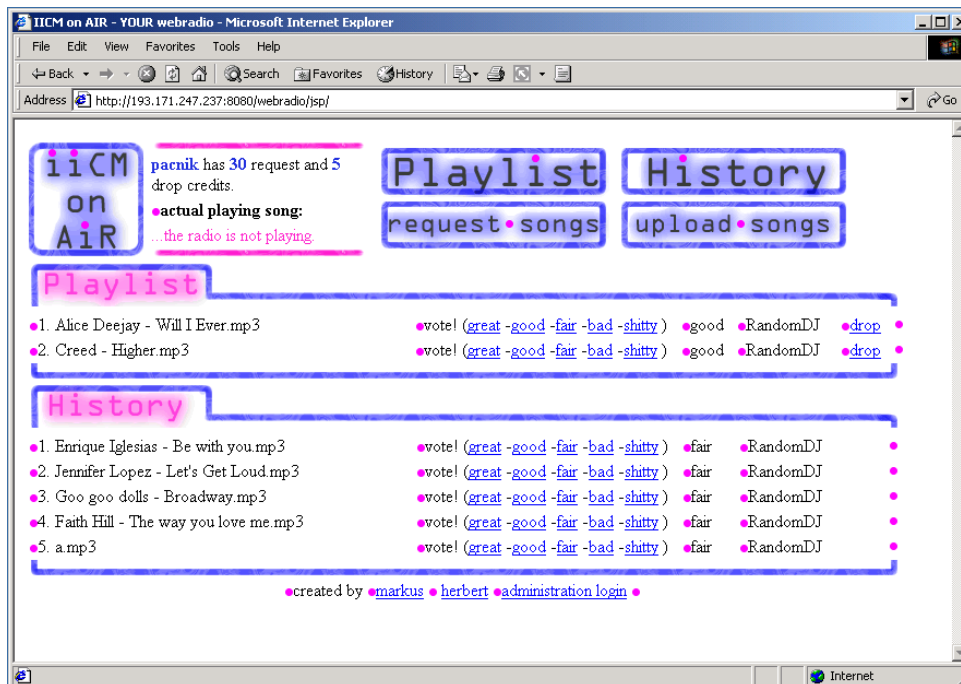 IICM on AIR - YOUR webradio - Microsoft Internet Explorer
File Edit View Favorites Tools Help
Back Search Favorites History
Address http://193.171.247.237:8080/webradio/jsp/ Go
iiCM
on
AiR
pacnik has 30 request and 5
drop credits.
actual playing song:
...the radio is not playing.
Playlist History
request songs upload songs
Playlist
1. Alice Deejay - Will I Ever.mp3 vote! (great -good -fair -bad -shitty ) good RandomDJ drop
2. Creed - Higher.mp3 vote! (great -good -fair -bad -shitty ) good RandomDJ drop
History
1. Enrique Iglesias - Be with you.mp3 vote! (great -good -fair -bad -shitty ) fair RandomDJ
2. Jennifer Lopez - Let's Get Loud.mp3 vote! (great -good -fair -bad -shitty ) fair RandomDJ
3. Goo goo dolls - Broadway.mp3 vote! (great -good -fair -bad -shitty ) fair RandomDJ
4. Faith Hill - The way you love me.mp3 vote! (great -good -fair -bad -shitty ) fair RandomDJ
5. a.mp3 vote! (great -good -fair -bad -shitty ) fair RandomDJ
created by markus herbert administration login
Internet